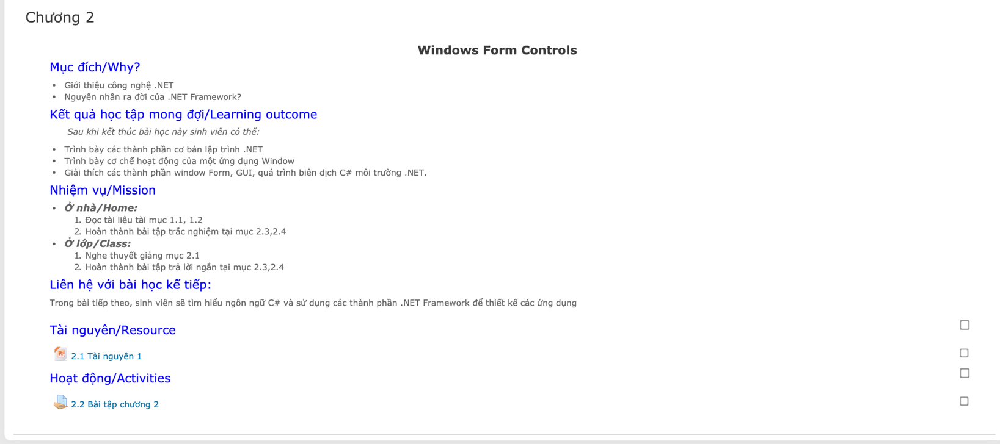 Chương 2
Windows Form Controls
Mục đích/Why?
• Giới thiệu công nghệ .NET
• Nguyên nhân ra đời của .NET Framework?
Kết quả học tập mong đợi/Learning outcome
Sau khi kết thúc bài học này sinh viên có thể:
• Trình bày các thành phần cơ bản lập trình .NET
• Trình bày cơ chế hoạt động của một ứng dụng Window
• Giải thích các thành phần window Form, GUI, quá trình biên dịch C# môi trường .NET.
Nhiệm vụ/Mission
• Ở nhà/Home:
1. Đọc tài liệu tài mục 1.1, 1.2
2. Hoàn thành bài tập trắc nghiệm tại mục 2.3,2.4
• Ở lớp/Class:
1. Nghe thuyết giảng mục 2.1
2. Hoàn thành bài tập trả lời ngắn tại mục 2.3,2.4
Liên hệ với bài học kế tiếp:
Trong bài tiếp theo, sinh viên sẽ tìm hiểu ngôn ngữ C# và sử dụng các thành phần .NET Framework để thiết kế các ứng dụng
Tài nguyên/Resource
2.1 Tài nguyên 1
Hoạt động/Activities
2.2 Bài tập chương 2